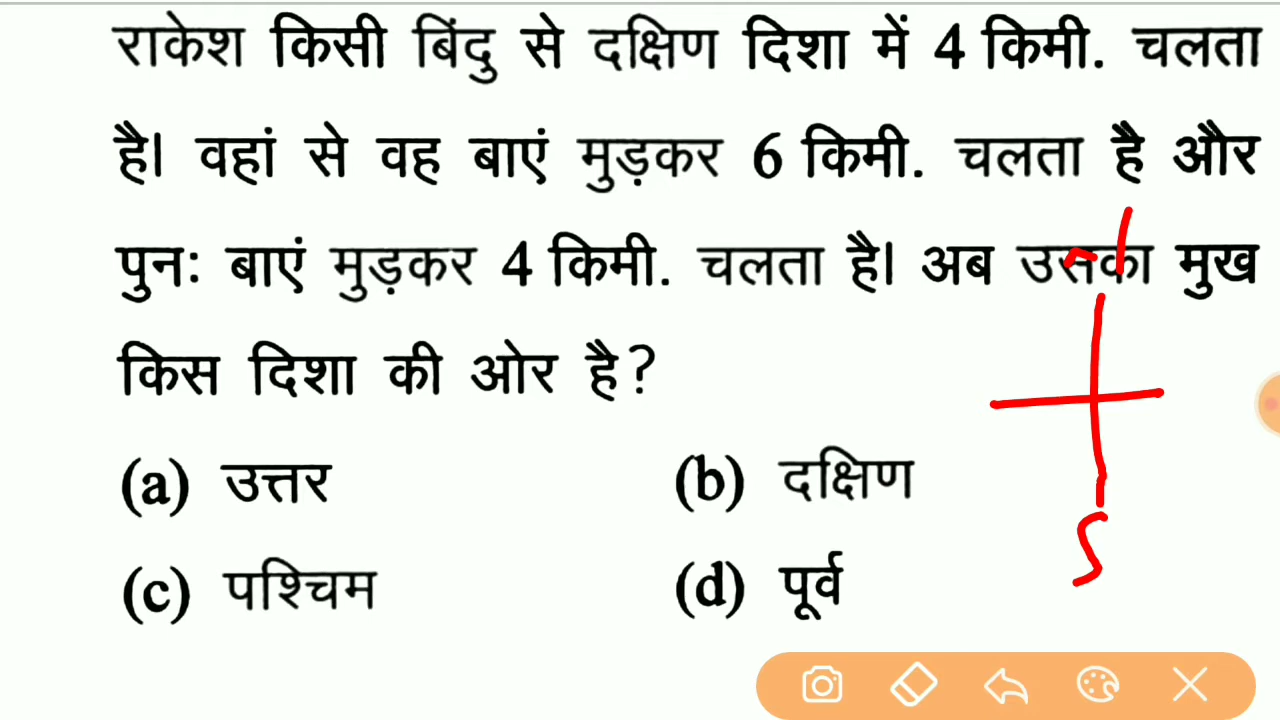 राकेश किसी बिंदु से दक्षिण दिशा में 4 किमी. चलता
है। वहां से वह बाएं मुड़कर 6 किमी. चलता है और
पुनः बाएं मुड़कर 4 किमी. चलता है। अब उसका मुख
किस दिशा की ओर है?
(a) उत्तर (b) दक्षिण
(c) पश्चिम (d) पूर्व
S